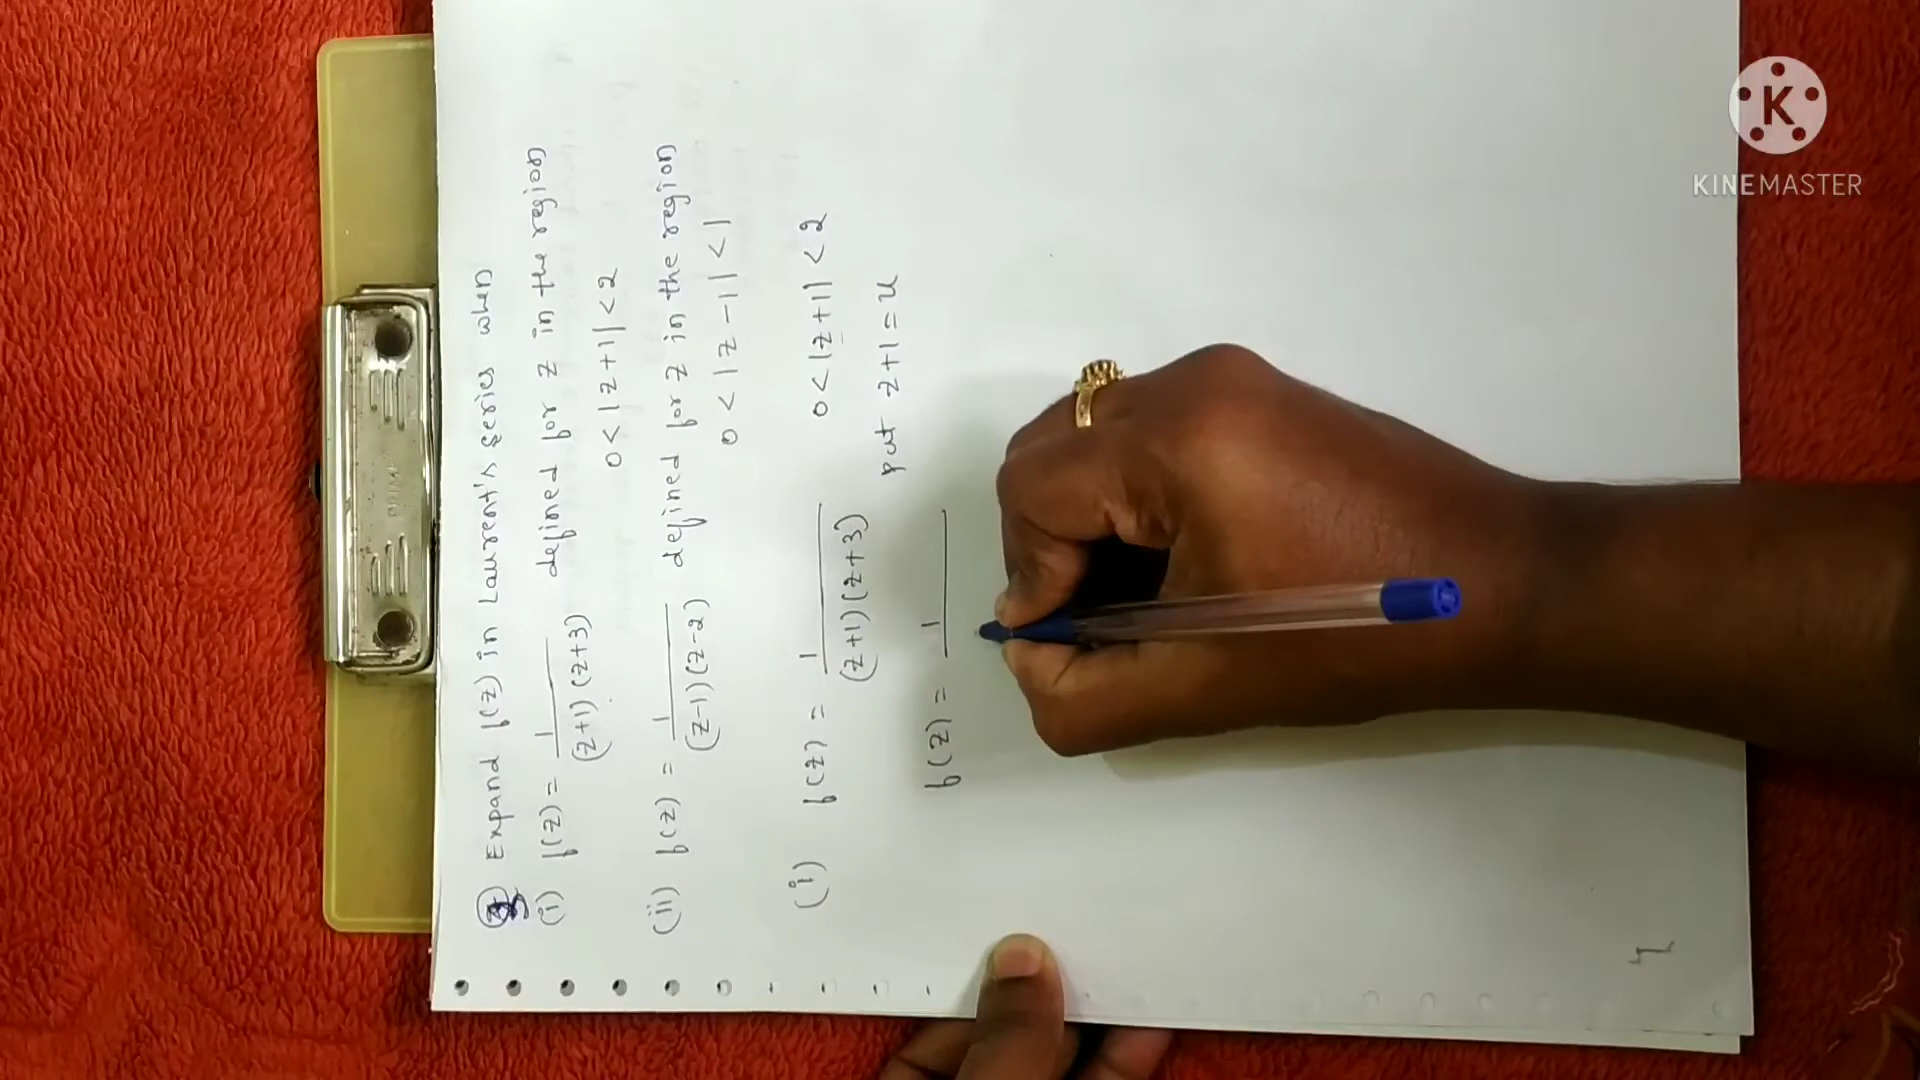 Expand f(z) in Laurent's series when
(i) f(z) = 1/((z+1)(z+3)) defined for z in the region
0 < |z+1| < 2
(ii) f(z) = 1/((z-1)(z-2)) defined for z in the region
0 < |z-1| < 1
(i) f(z) = 1/((z+1)(z+3)) 0 < |z+1| < 2
put z+1 = u
f(z) = 1/
K
KINEMASTER